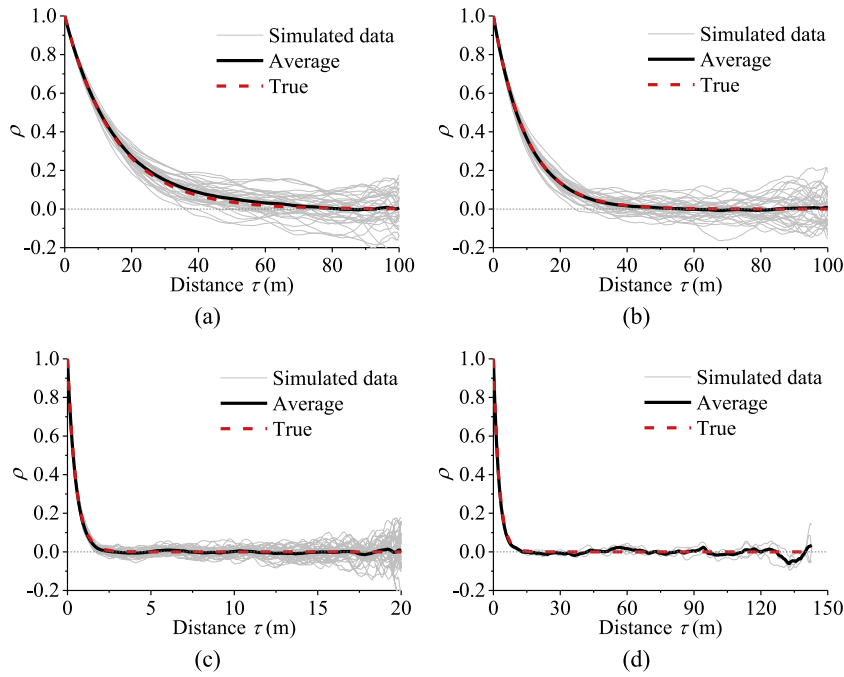 1.0
0.8
0.6
0.4
0.2
0.0
-0.2
ρ
Simulated data
Average
True
0 20 40 60 80 100
Distance τ (m)
(a)
1.0
0.8
0.6
0.4
0.2
0.0
-0.2
ρ
Simulated data
Average
True
0 20 40 60 80 100
Distance τ (m)
(b)
1.0
0.8
0.6
0.4
0.2
0.0
-0.2
ρ
Simulated data
Average
True
0 5 10 15 20
Distance τ (m)
(c)
1.0
0.8
0.6
0.4
0.2
0.0
-0.2
ρ
Simulated data
Average
True
0 30 60 90 120 150
Distance τ (m)
(d)